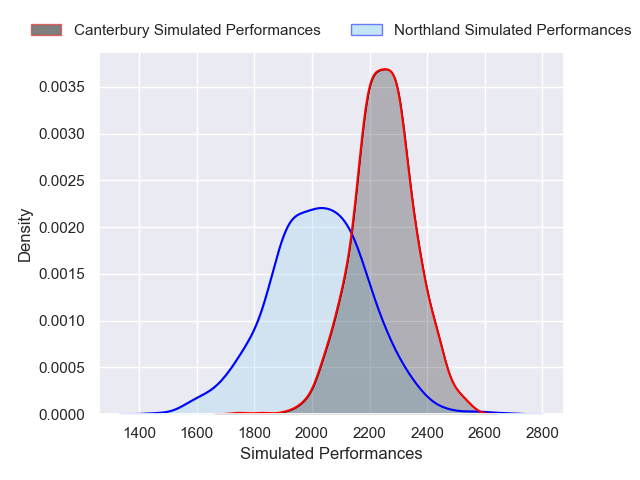 Canterbury Simulated Performances
Northland Simulated Performances
0.0035
0.0030
0.0025
0.0020
0.0015
0.0010
0.0005
0.0000
Density
1400 1600 1800 2000 2200 2400 2600 2800
Simulated Performances